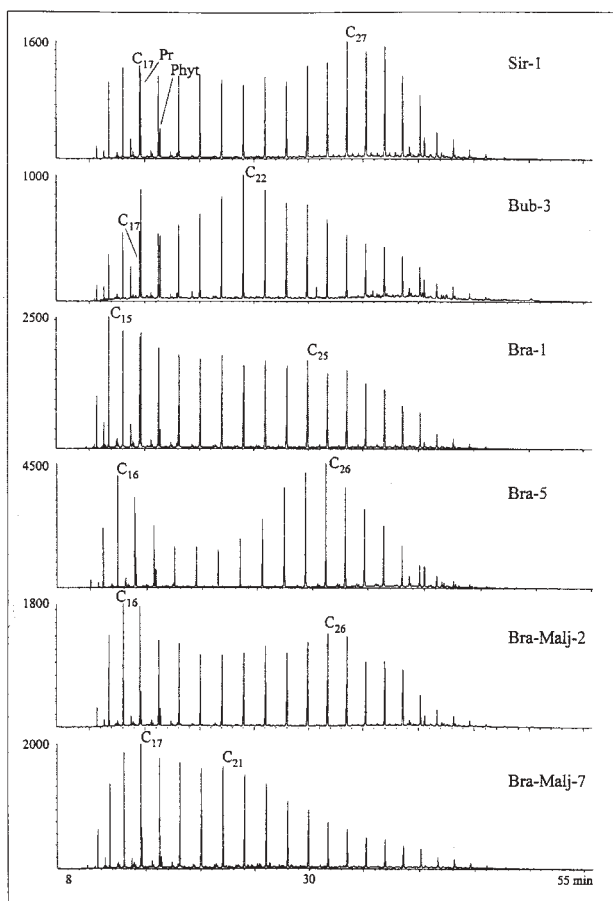 1600
C17
Pr
Phyt
C27
Sir-1
1000
C17
C22
Bub-3
2500
C15
C25
Bra-1
4500
C16
C26
Bra-5
1800
C16
C26
Bra-Malj-2
2000
C17
C21
Bra-Malj-7
8
30
55 min